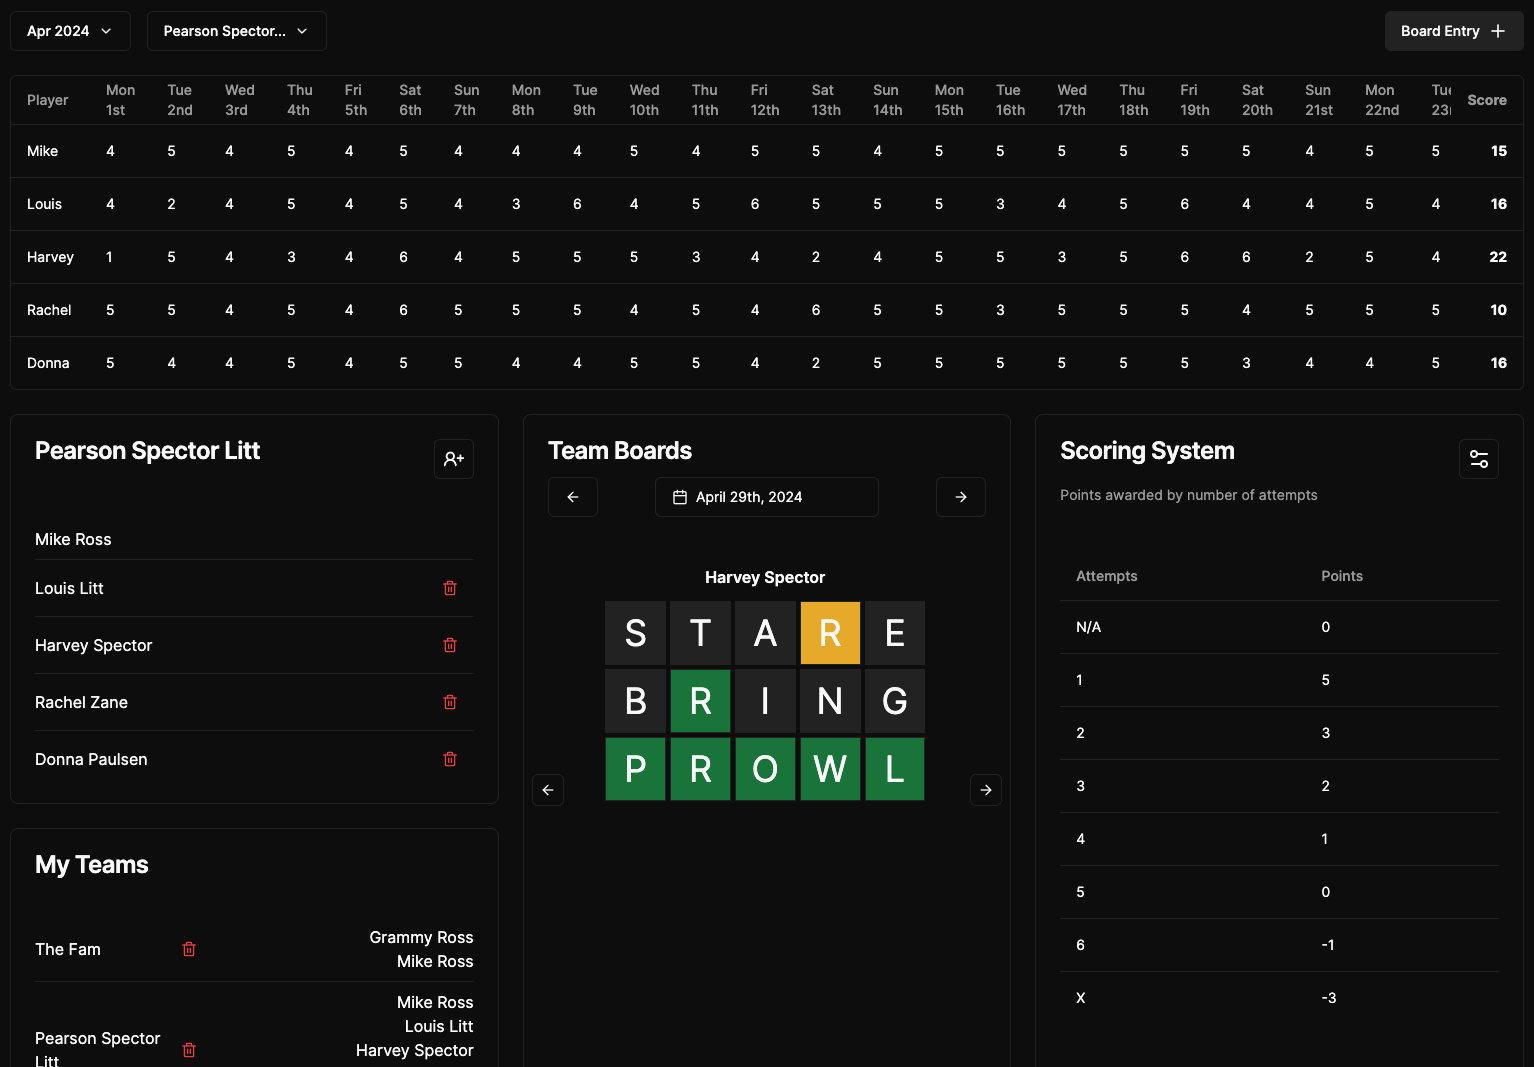 Apr 2024 Pearson Spector... Board Entry
Player Mon 1st Tue 2nd Wed 3rd Thu 4th Fri 5th Sat 6th Sun 7th Mon 8th Tue 9th Wed 10th Thu 11th Fri 12th Sat 13th Sun 14th Mon 15th Tue 16th Wed 17th Thu 18th Fri 19th Sat 20th Sun 21st Mon 22nd Score
Mike 4 5 4 5 4 5 4 4 4 5 4 5 5 4 5 5 5 5 5 5 4 5 5 15
Louis 4 2 4 5 4 5 4 3 6 4 5 6 5 5 5 3 4 5 6 4 4 5 4 16
Harvey 1 5 4 3 4 6 4 5 5 5 3 4 2 4 5 5 3 5 6 6 2 5 4 22
Rachel 5 5 4 5 4 6 5 5 5 4 5 4 6 5 5 3 5 5 5 4 5 5 5 10
Donna 5 4 4 5 4 5 5 4 4 5 5 4 2 5 5 5 5 5 5 3 4 4 5 16
Pearson Spector Litt
Mike Ross
Louis Litt
Harvey Spector
Rachel Zane
Donna Paulsen
My Teams
The Fam
Grammy Ross
Mike Ross
Pearson Spector
Litt
Mike Ross
Louis Litt
Harvey Spector
Team Boards
April 29th, 2024
Harvey Spector
S T A R E
B R I N G
P R O W L
Scoring System
Points awarded by number of attempts
Attempts Points
N/A 0
1 5
2 3
3 2
4 1
5 0
6 -1
X -3